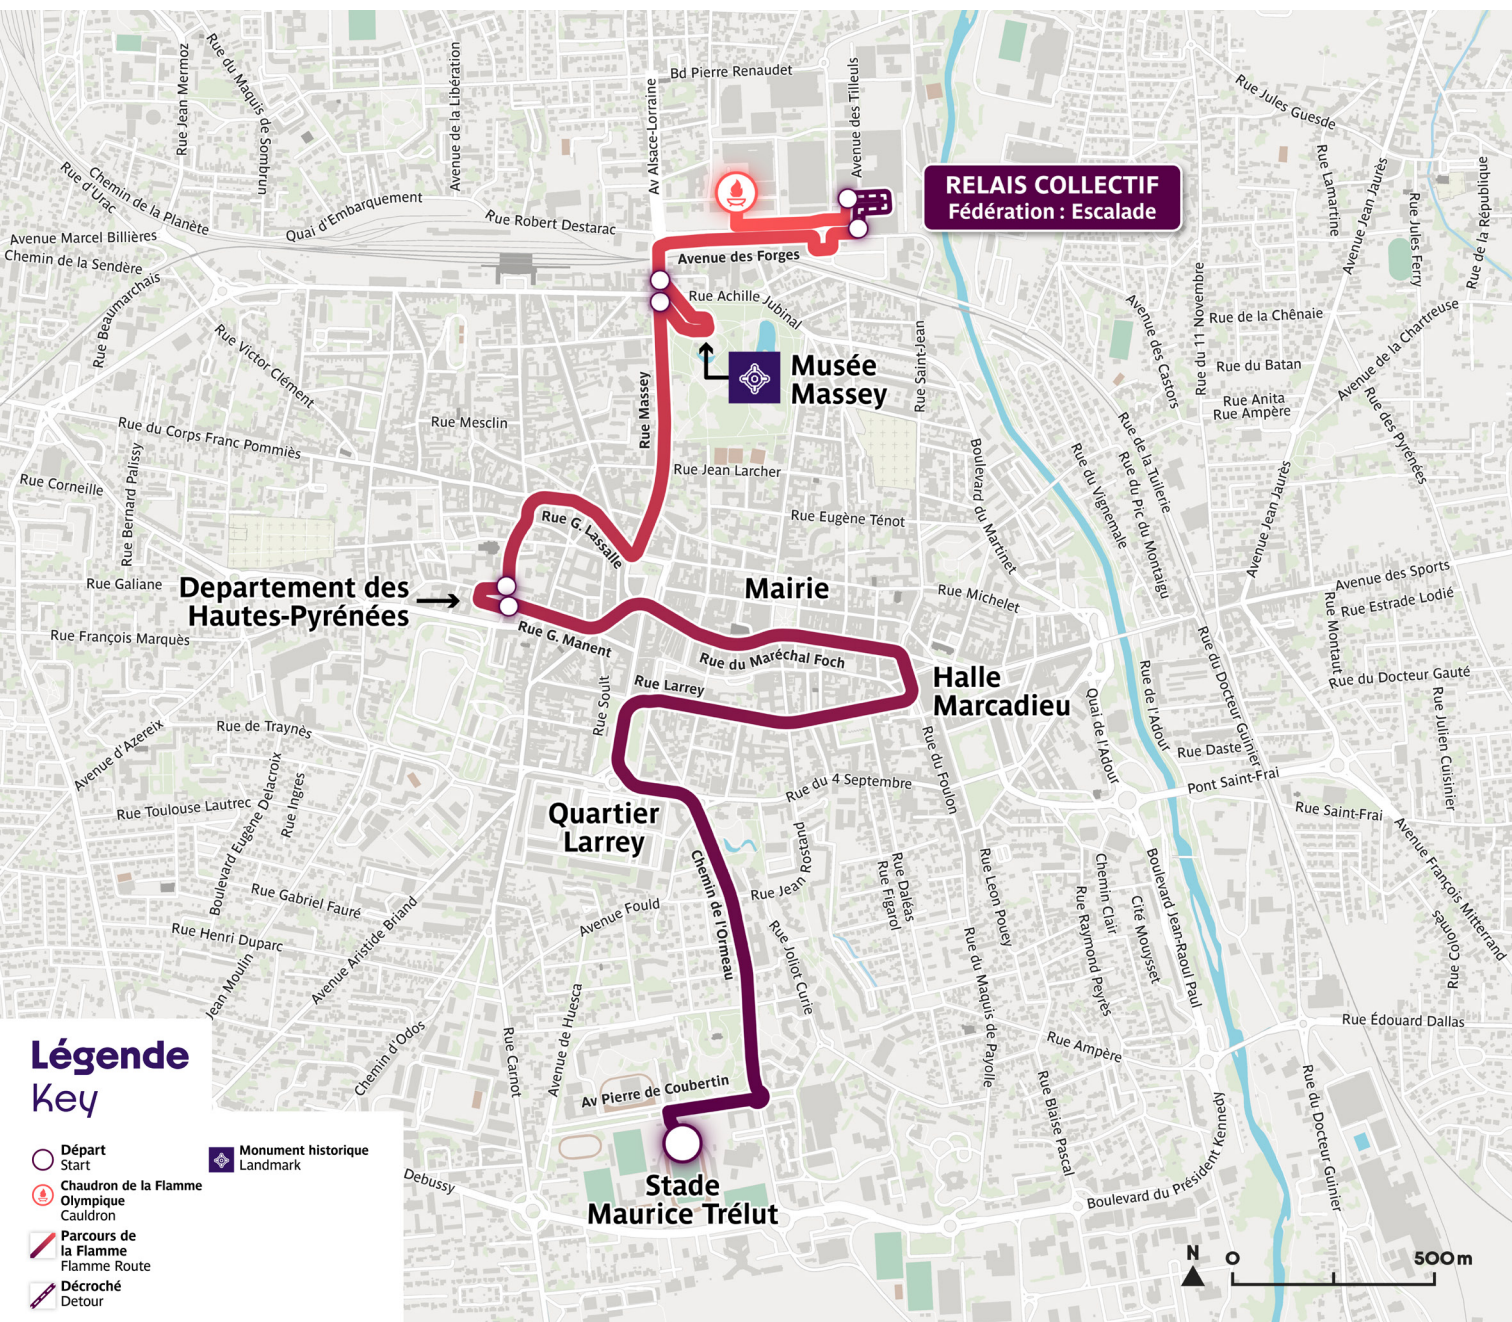 Bd Pierre Renaudet
Avenue des Tilleuls
Rue Jean Mermoz
Rue du Maquis de Sombrun
Avenue de la Libération
Av Alsace-Lorraine
Rue Jules Guesde
Rue Lamartine
Avenue Jean Jaurès
Rue Jules Ferry
Rue de la République
Chemin de la Planète
Rue d'Urac
RELAIS COLLECTIF
Fédération : Escalade
Quai d'Embarquement
Rue Robert Destarac
Avenue Marcel Billières
Chemin de la Sendère
Rue Beaumarchais
Avenue des Forges
Rue Achille Jubinal
Rue Saint-Jean
Avenue des Castors
Rue du 11 Novembre
Rue de la Chênaie
Avenue de la Chartreuse
Rue du Batan
Rue Anita
Rue Ampère
Rue des Pyrénées
Rue Victor Clément
Musée
Massey
Rue Massey
Rue Mesclin
Rue du Corps Franc Pommiès
Rue Corneille
Rue Bernard Palissy
Rue Jean Larcher
Rue Eugène Ténot
Boulevard du Martinet
Rue du Vignemale
Rue de la Tuilerie
Rue du Pic du Montaigu
Avenue Jean Jaurès
Rue G. Lassalle
Rue Galiane
Departement des
Hautes-Pyrénées
Mairie
Rue Michelet
Avenue des Sports
Rue Estrade Lodié
Rue Montaut
Rue François Marquès
Rue G. Manent
Rue du Maréchal Foch
Rue Larrey
Rue Soult
Halle
Marcadieu
Quai de l'Adour
Rue de l'Adour
Rue du Docteur Guinier
Rue du Docteur Gauté
Rue Julien Cuisinier
Avenue d'Azereix
Rue de Traynès
Rue Daste
Pont Saint-Frai
Rue Saint-Frai
Rue du Foulon
Rue du 4 Septembre
Rue Toulouse Lautrec
Boulevard Eugène Delacroix
Rue Ingres
Quartier
Larrey
Chemin de l'Ormeau
Rue Jean Rostand
Rue Daléas
Rue Figarol
Rue Leon Pouey
Chemin Clair
Rue Raymond Peyrès
Cité Mouysset
Boulevard Jean-Raoul Paul
Avenue François Mitterrand
Rue Colomes
Rue Gabriel Fauré
Rue Henri Duparc
Jean Moulin
Avenue Aristide Briand
Avenue Fould
Rue Joliot Curie
Rue du Maquis de Payolle
Avenue de Huesca
Rue Carnot
Chemin d'Odos
Rue Ampère
Rue Édouard Dallas
Av Pierre de Coubertin
Rue Blaise Pascal
Boulevard du Président Kennedy
Rue du Docteur Guinier
Debussy
Stade
Maurice Trélut
Légende
Key
Départ
Start
Chaudron de la Flamme
Olympique
Cauldron
Parcours de
la Flamme
Flamme Route
Décroché
Detour
Monument historique
Landmark
N
0
500m